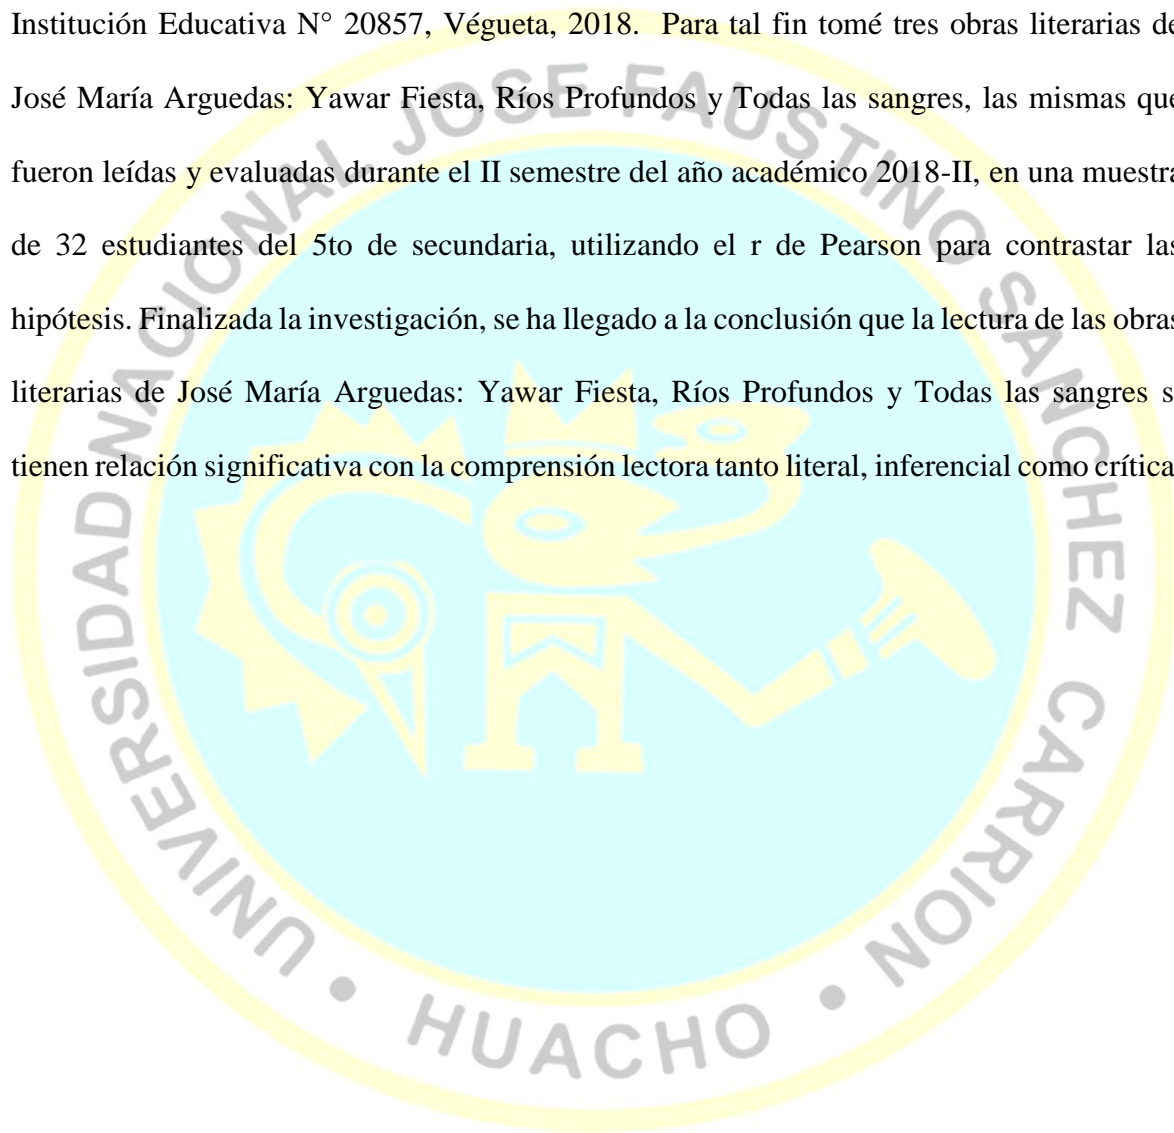 Institución Educativa N° 20857, Végueta, 2018. Para tal fin tomé tres obras literarias de
José María Arguedas: Yawar Fiesta, Ríos Profundos y Todas las sangres, las mismas que
fueron leídas y evaluadas durante el II semestre del año académico 2018-II, en una muestra
de 32 estudiantes del 5to de secundaria, utilizando el r de Pearson para contrastar las
hipótesis. Finalizada la investigación, se ha llegado a la conclusión que la lectura de las obras
literarias de José María Arguedas: Yawar Fiesta, Ríos Profundos y Todas las sangres s
tienen relación significativa con la comprensión lectora tanto literal, inferencial como crítica
UNIVERSIDAD NACIONAL JOSE FAUSTINO SANCHEZ CARRION • HUACHO •